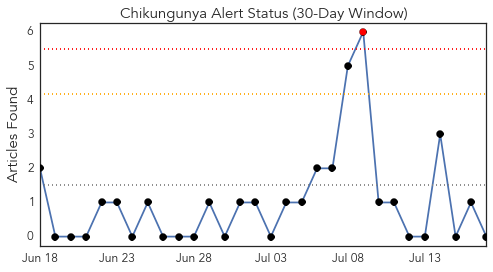 Chikungunya Alert Status (30-Day Window)
Articles Found
6
5
4
3
2
1
0
Jun 18 Jun 23 Jun 28 Jul 03 Jul 08 Jul 13